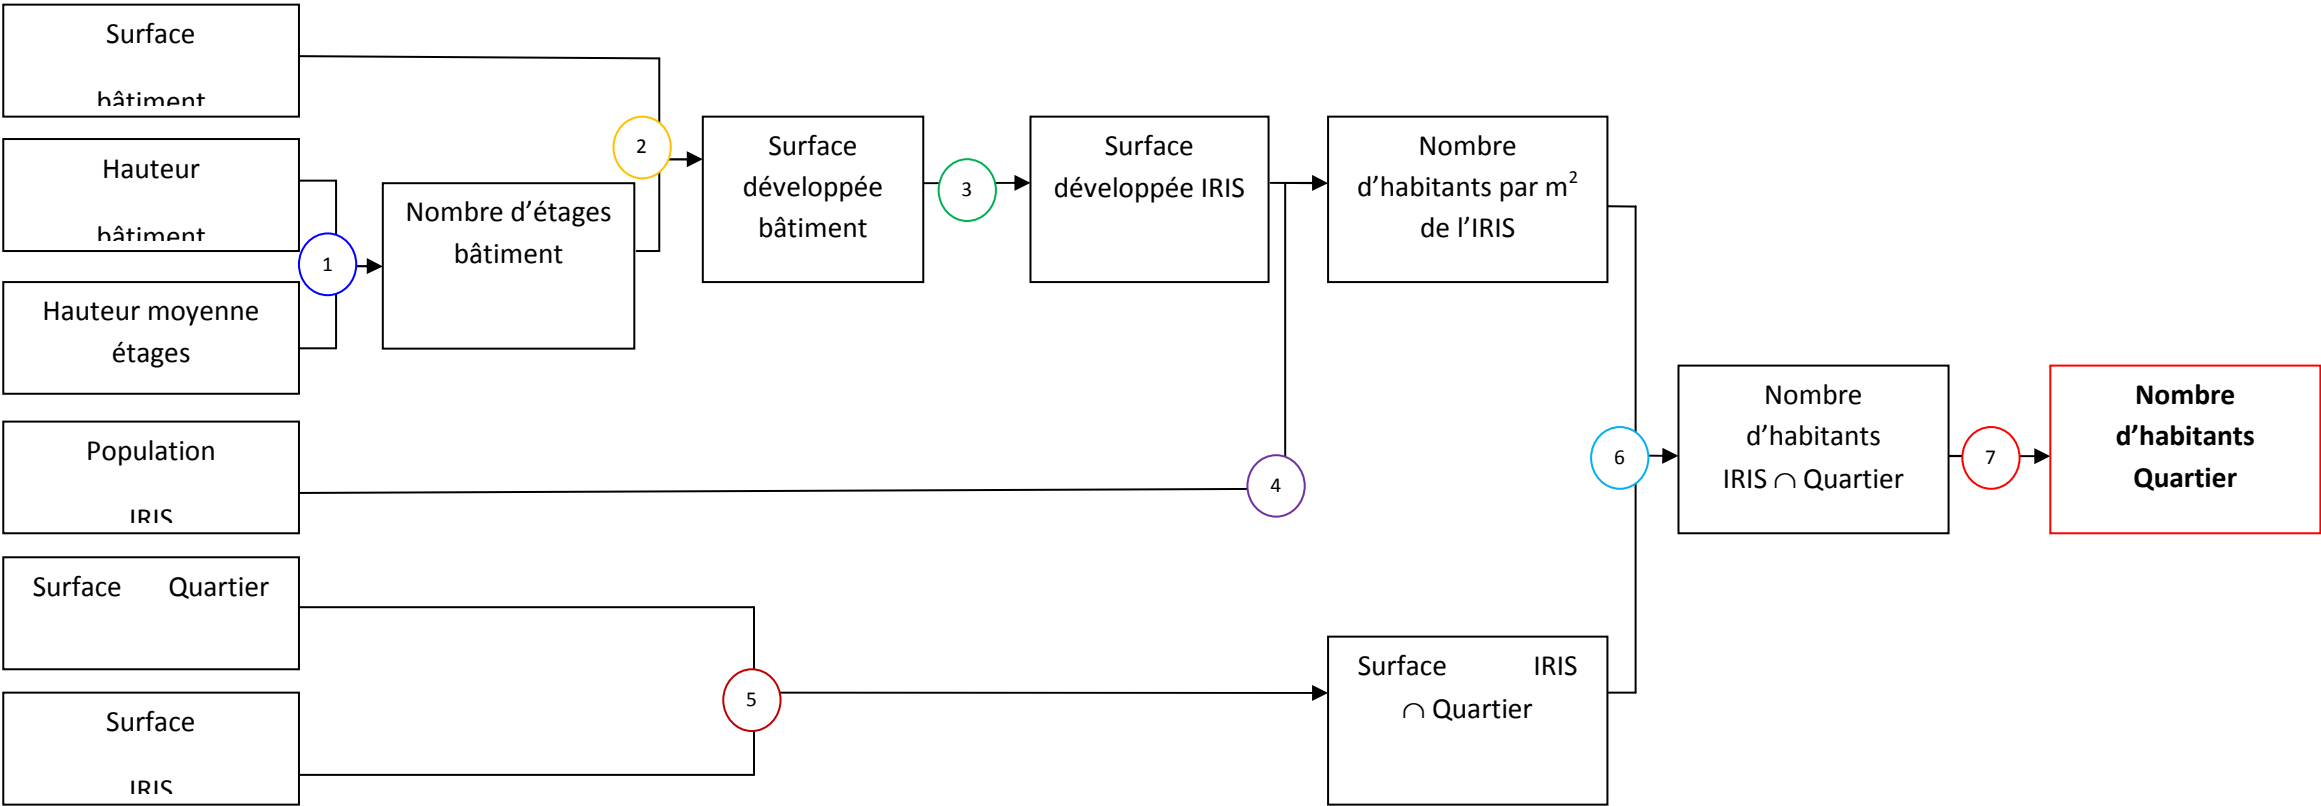 Surface
bâtiment
Hauteur
bâtiment
Hauteur moyenne
étages
Population
IRIS
Surface Quartier
Surface
IRIS
1
Nombre d’étages
bâtiment
2
Surface
développée
bâtiment
3
Surface
développée IRIS
4
Nombre
d’habitants par m²
de l’IRIS
5
Surface IRIS
∩ Quartier
6
Nombre
d’habitants
IRIS ∩ Quartier
7
Nombre
d’habitants
Quartier